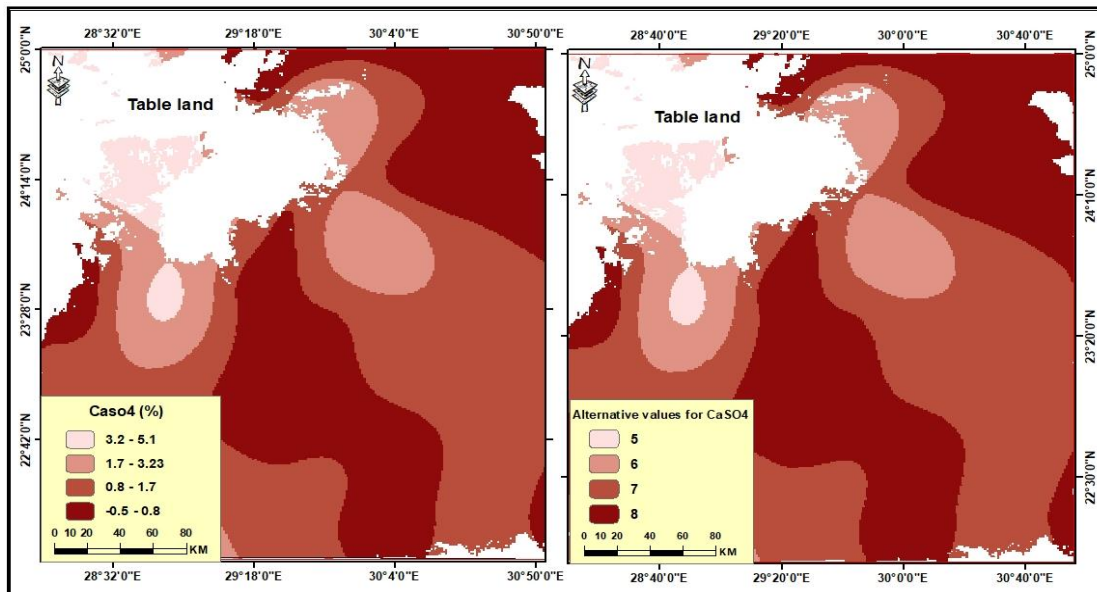 28°32'0"E 29°18'0"E 30°4'0"E 30°50'0"E
25°0'0"N
24°14'0"N
23°28'0"N
22°42'0"N
N
Table land
Caso4 (%)
3.2 - 5.1
1.7 - 3.23
0.8 - 1.7
-0.5 - 0.8
0 10 20 40 60 80
KM
28°32'0"E 29°18'0"E 30°4'0"E 30°50'0"E
28°40'0"E 29°20'0"E 30°0'0"E 30°40'0"E
N
Table land
25°0'0"N
24°10'0"N
23°20'0"N
22°30'0"N
Alternative values for CaSO4
5
6
7
8
0 10 20 40 60 80
KM
28°40'0"E 29°20'0"E 30°0'0"E 30°40'0"E